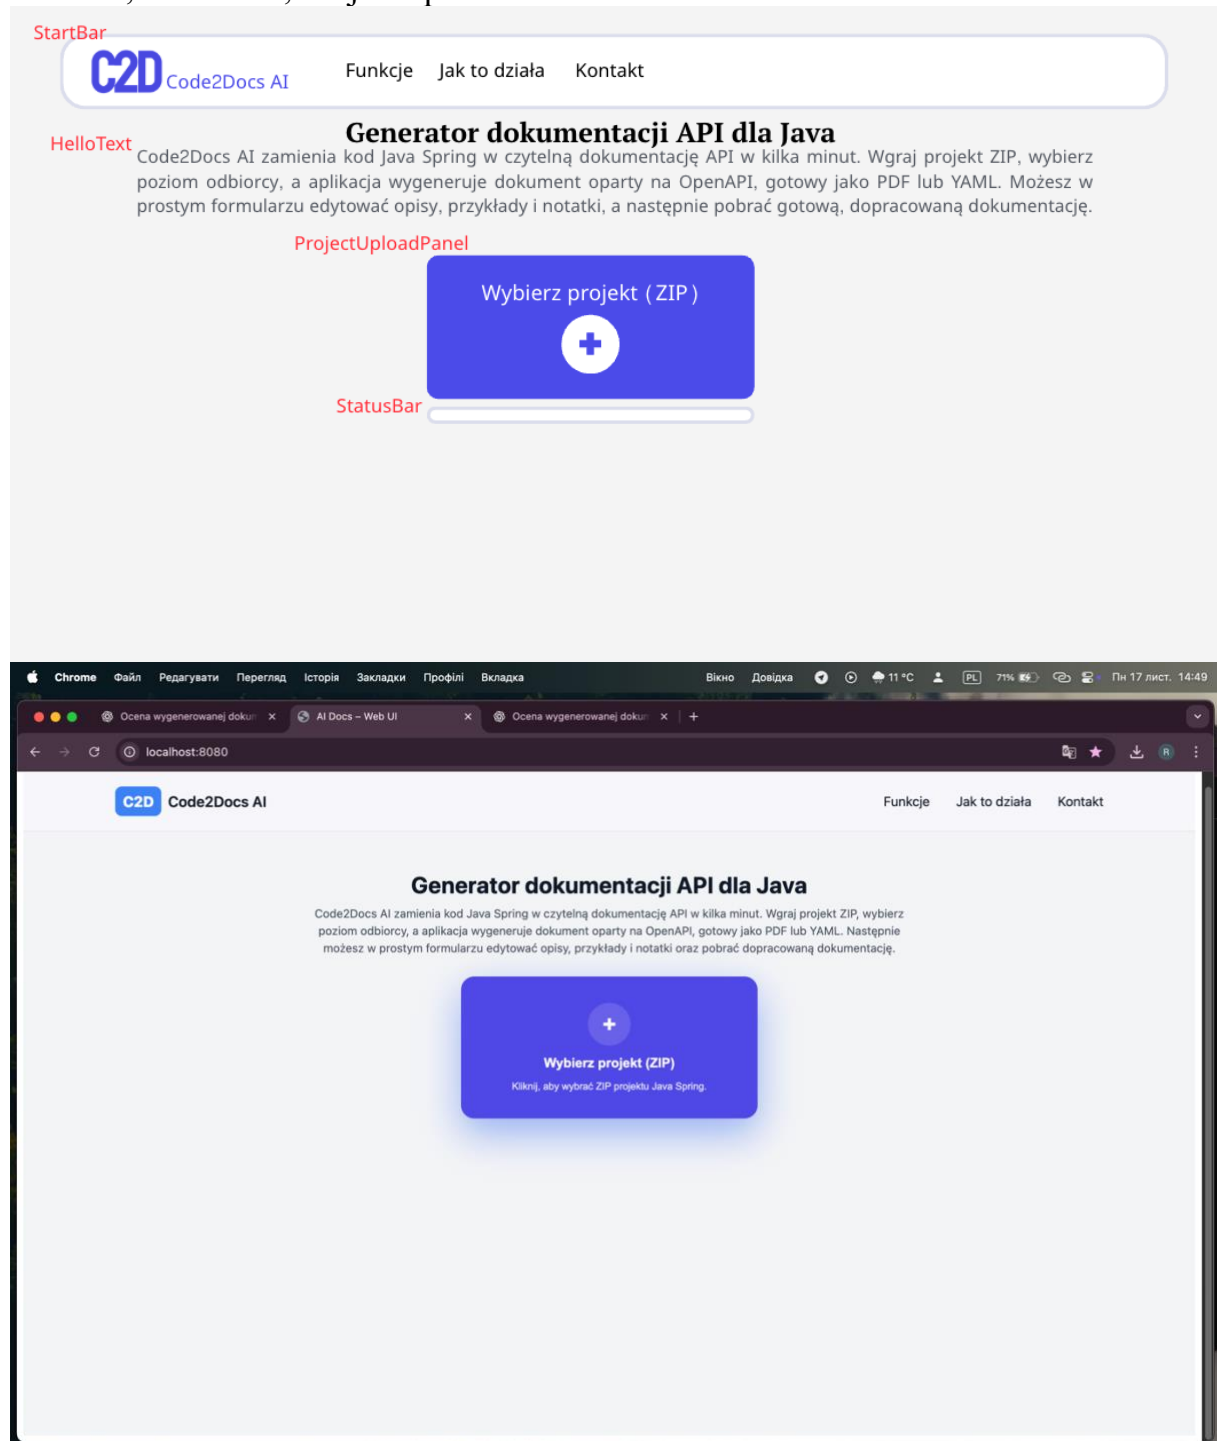 StartBar
C2D Code2Docs AI Funkcje Jak to działa Kontakt
HelloText
Generator dokumentacji API dla Java
Code2Docs AI zamienia kod Java Spring w czytelną dokumentację API w kilka minut. Wgraj projekt ZIP, wybierz
poziom odbiorcy, a aplikacja wygeneruje dokument oparty na OpenAPI, gotowy jako PDF lub YAML. Możesz w
prostym formularzu edytować opisy, przykłady i notatki, a następnie pobrać gotową, dopracowaną dokumentację.
ProjectUploadPanel
Wybierz projekt (ZIP)
StatusBar
Chrome Файл Редагувати Перегляд Історія Закладки Профілі Вкладка Вікно Довідка 11 °C PL 71% Пн 17 лист. 14:49
Ocena wygenerowanej dokun AI Docs – Web UI Ocena wygenerowanej dokun
localhost:8080 R
C2D Code2Docs AI Funkcje Jak to działa Kontakt
Generator dokumentacji API dla Java
Code2Docs AI zamienia kod Java Spring w czytelną dokumentację API w kilka minut. Wgraj projekt ZIP, wybierz
poziom odbiorcy, a aplikacja wygeneruje dokument oparty na OpenAPI, gotowy jako PDF lub YAML. Następnie
możesz w prostym formularzu edytować opisy, przykłady i notatki oraz pobrać dopracowaną dokumentację.
Wybierz projekt (ZIP)
Kliknij, aby wybrać ZIP projektu Java Spring.